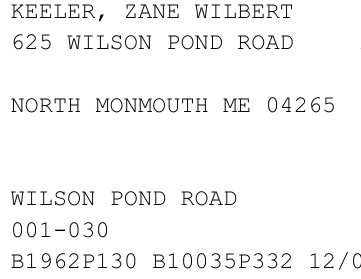 KEELER, ZANE WILBERT
625 WILSON POND ROAD
NORTH MONMOUTH ME 04265
WILSON POND ROAD
001-030
B1962P130 B10035P332 12/0